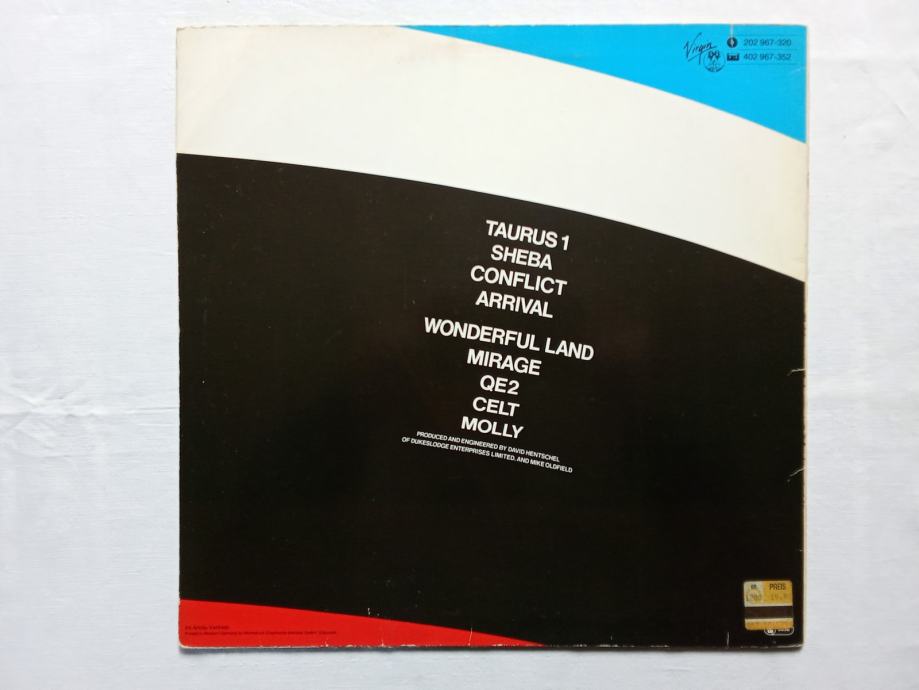 Virgin
202 967-320
402 967-352
TAURUS 1
SHEBA
CONFLICT
ARRIVAL
WONDERFUL LAND
MIRAGE
QE2
CELT
MOLLY
PRODUCED AND ENGINEERED BY DAVID HENTSCHEL
OF DUKESLODGE ENTERPRISES LIMITED. AND MIKE OLDFIELD
PREIS